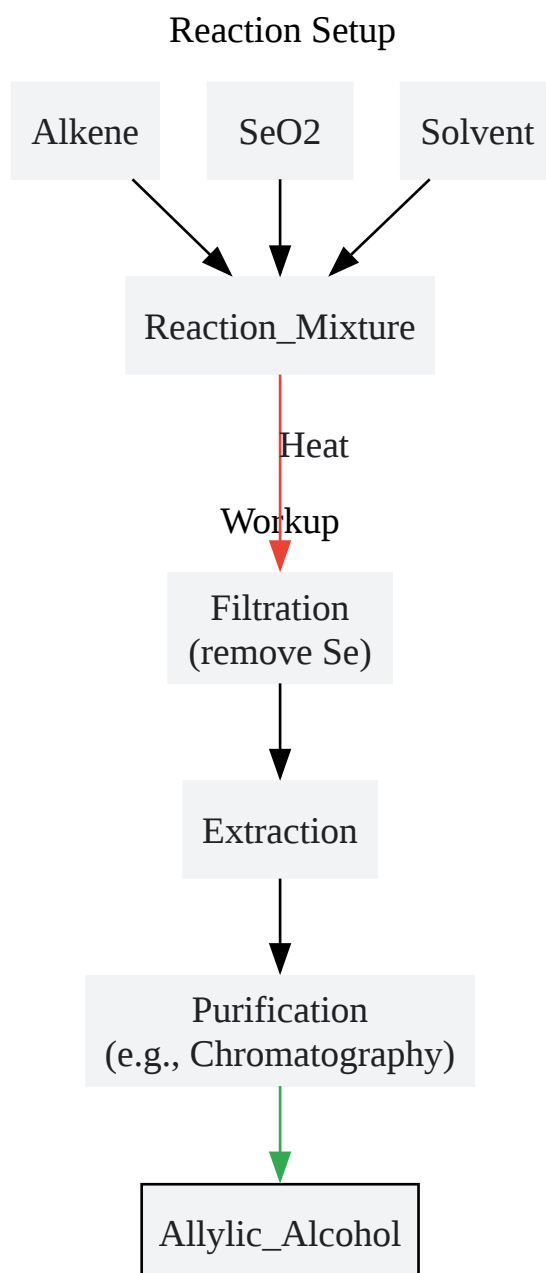 Reaction Setup
Alkene
SeO2
Solvent
Reaction_Mixture
Heat
Workup
Filtration
(remove Se)
Extraction
Purification
(e.g., Chromatography)
Allylic_Alcohol